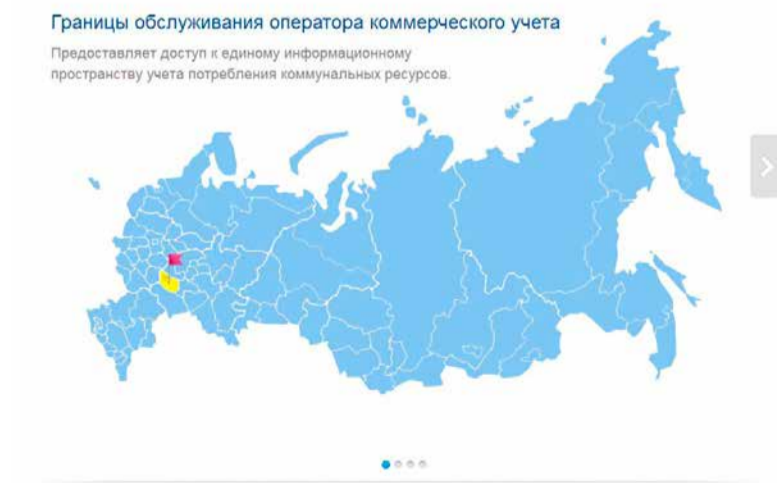 Границы обслуживания оператора коммерческого учета
Предоставляет доступ к единому информационному
пространству учета потребления коммунальных ресурсов.